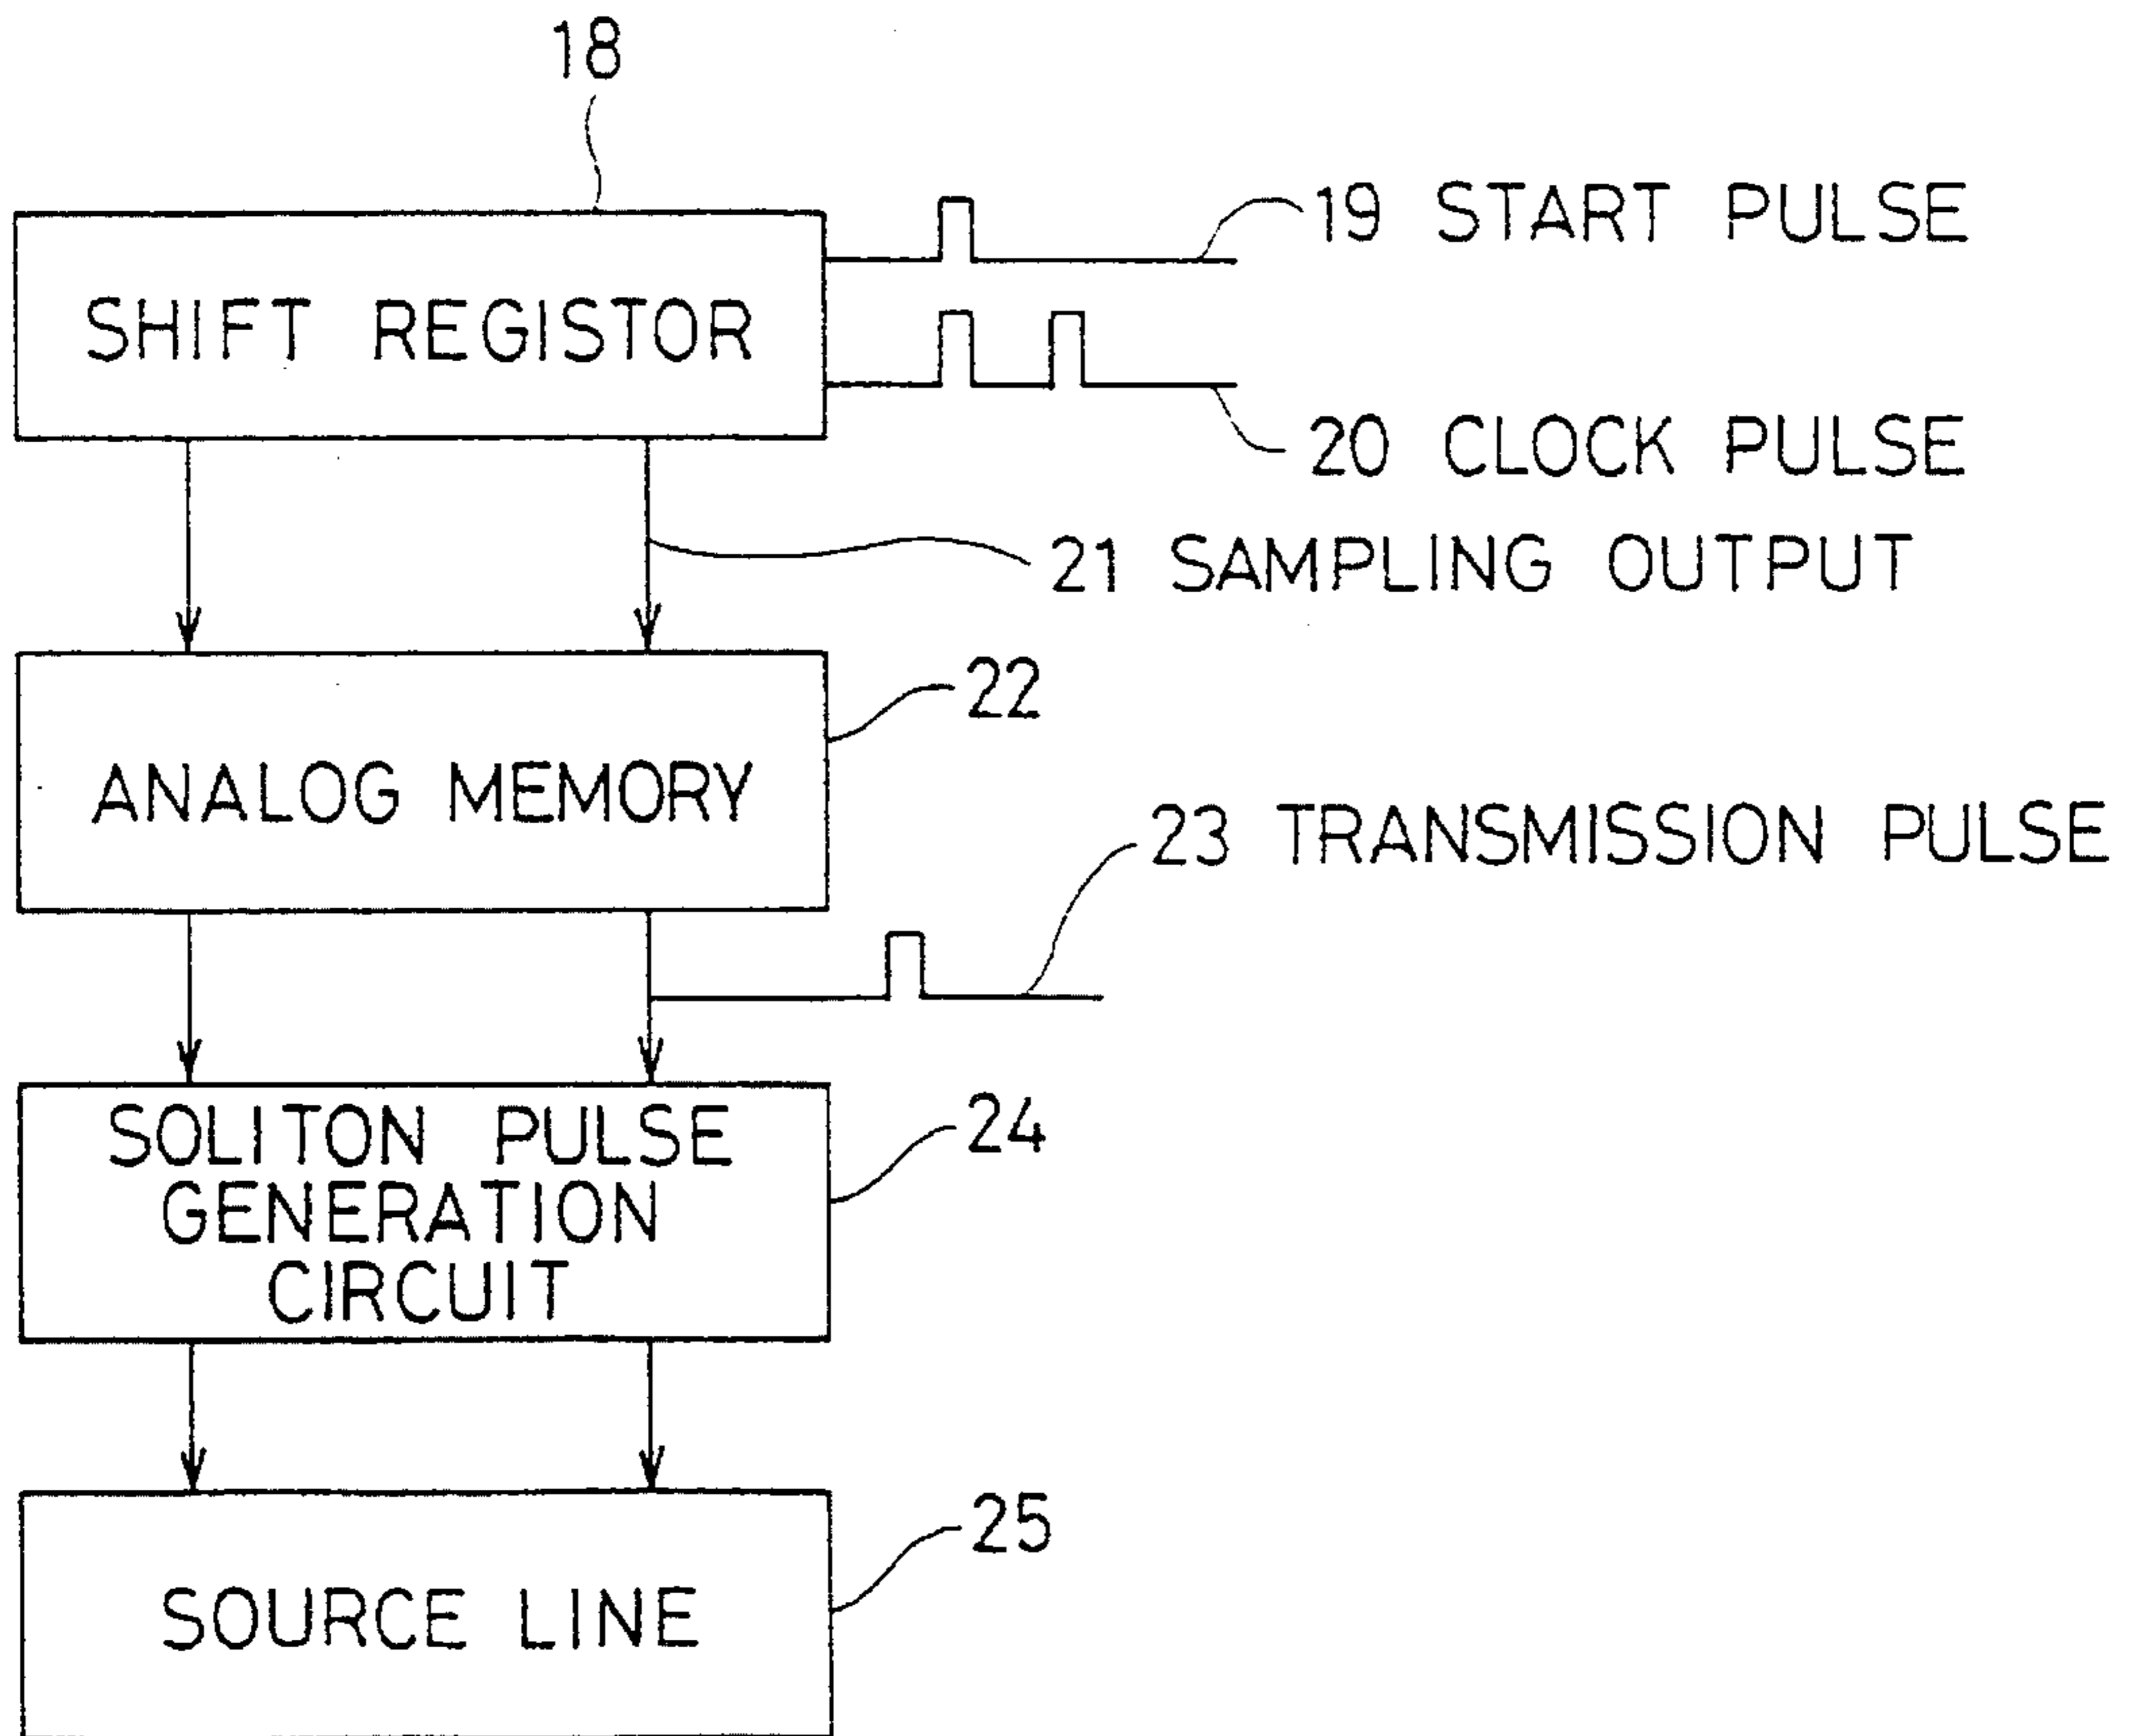 18
19 START PULSE
SHIFT REGISTOR
20 CLOCK PULSE
21 SAMPLING OUTPUT
22
ANALOG MEMORY
23 TRANSMISSION PULSE
24
SOLITON PULSE
GENERATION
CIRCUIT
25
SOURCE LINE